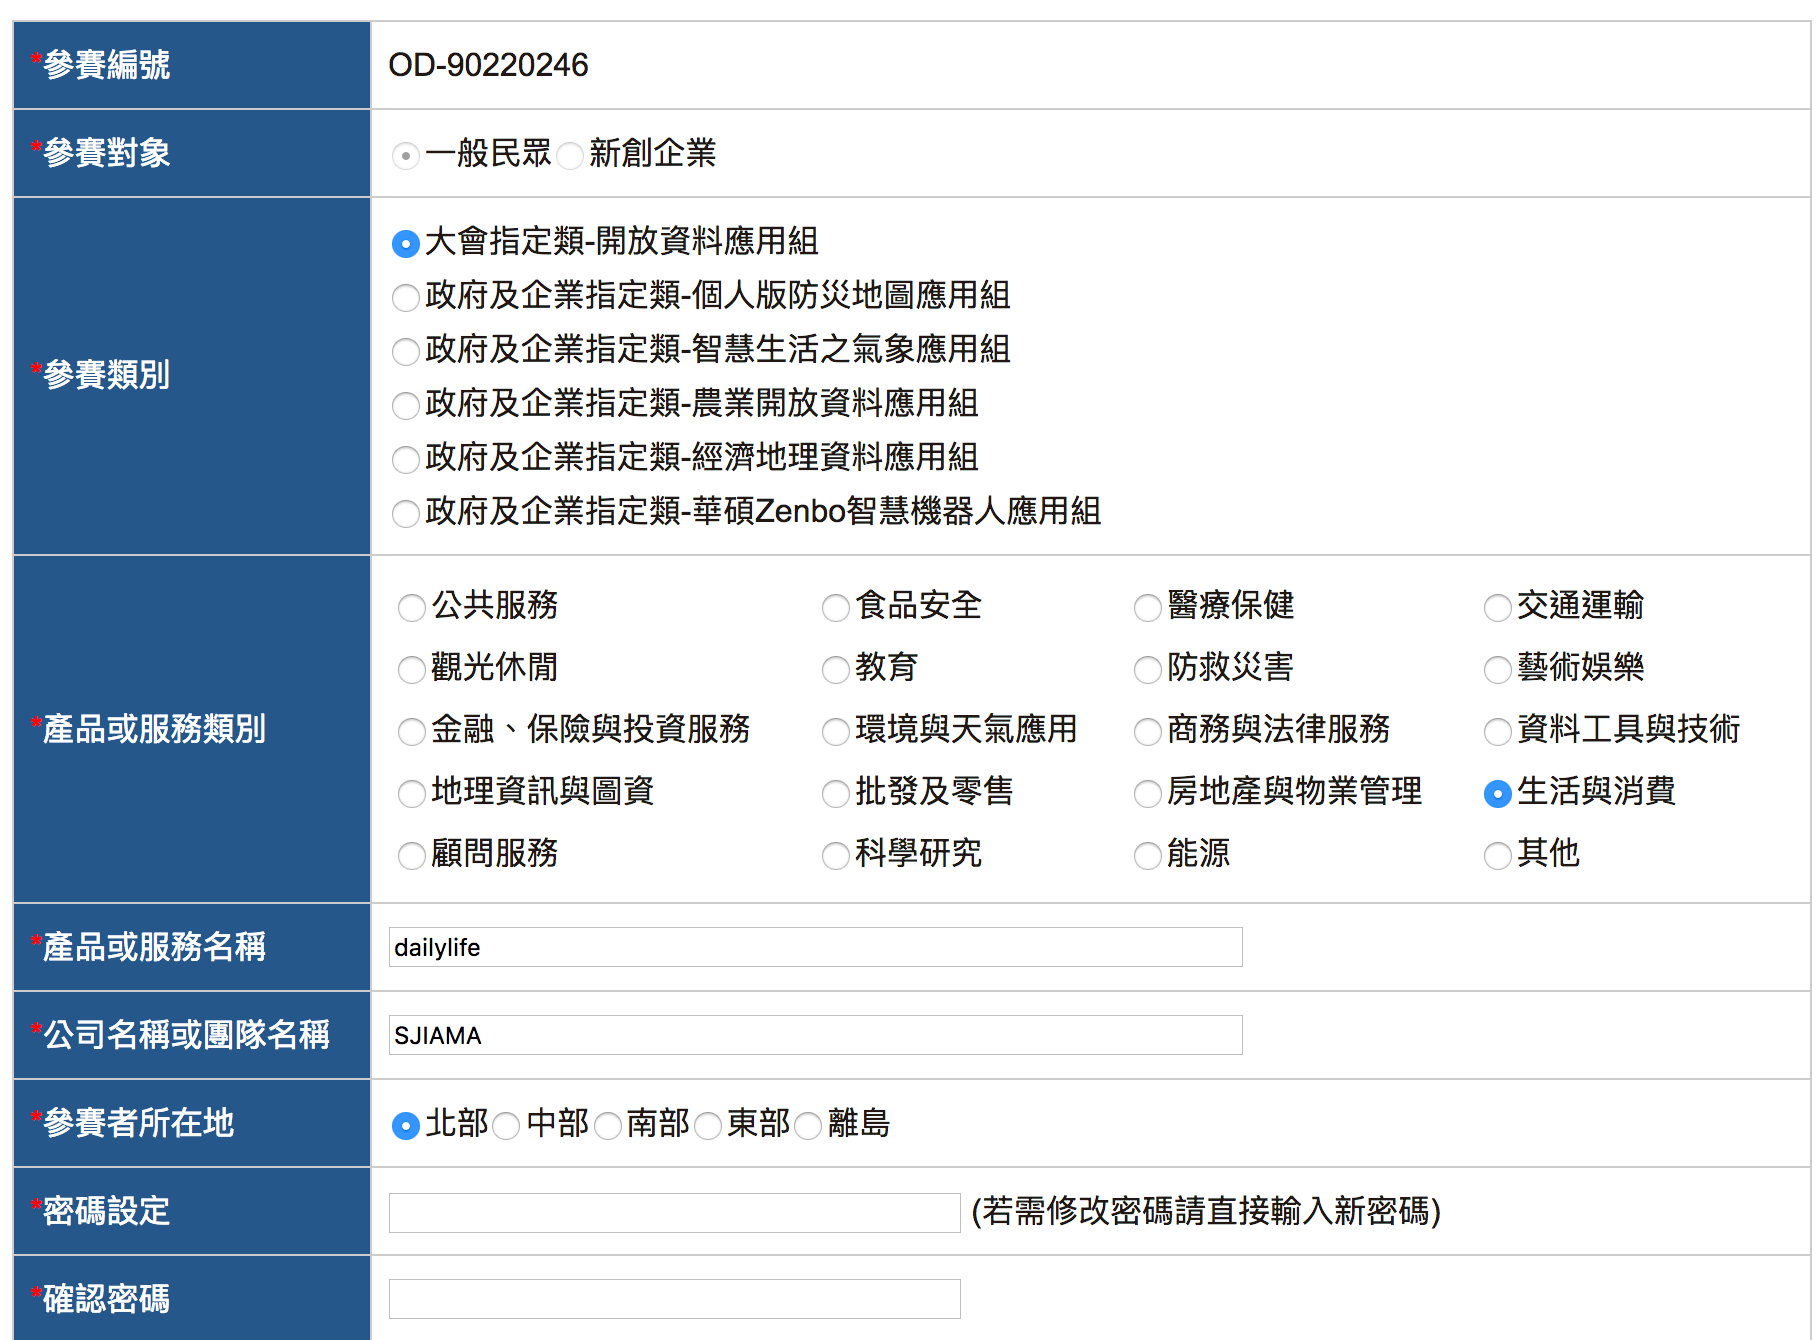 *參賽編號 OD-90220246
*參賽對象 一般民眾 新創企業
大會指定類-開放資料應用組
政府及企業指定類-個人版防災地圖應用組
政府及企業指定類-智慧生活之氣象應用組
*參賽類別
政府及企業指定類-農業開放資料應用組
政府及企業指定類-經濟地理資料應用組
政府及企業指定類-華碩Zenbo智慧機器人應用組
公共服務 食品安全 醫療保健 交通運輸
觀光休閒 教育 防救災害 藝術娛樂
*產品或服務類別 金融、保險與投資服務 環境與天氣應用 商務與法律服務 資料工具與技術
地理資訊與圖資 批發及零售 房地產與物業管理 生活與消費
顧問服務 科學研究 能源 其他
*產品或服務名稱 dailylife
*公司名稱或團隊名稱 SJIAMA
*參賽者所在地 北部 中部 南部 東部 離島
*密碼設定 (若需修改密碼請直接輸入新密碼)
*確認密碼